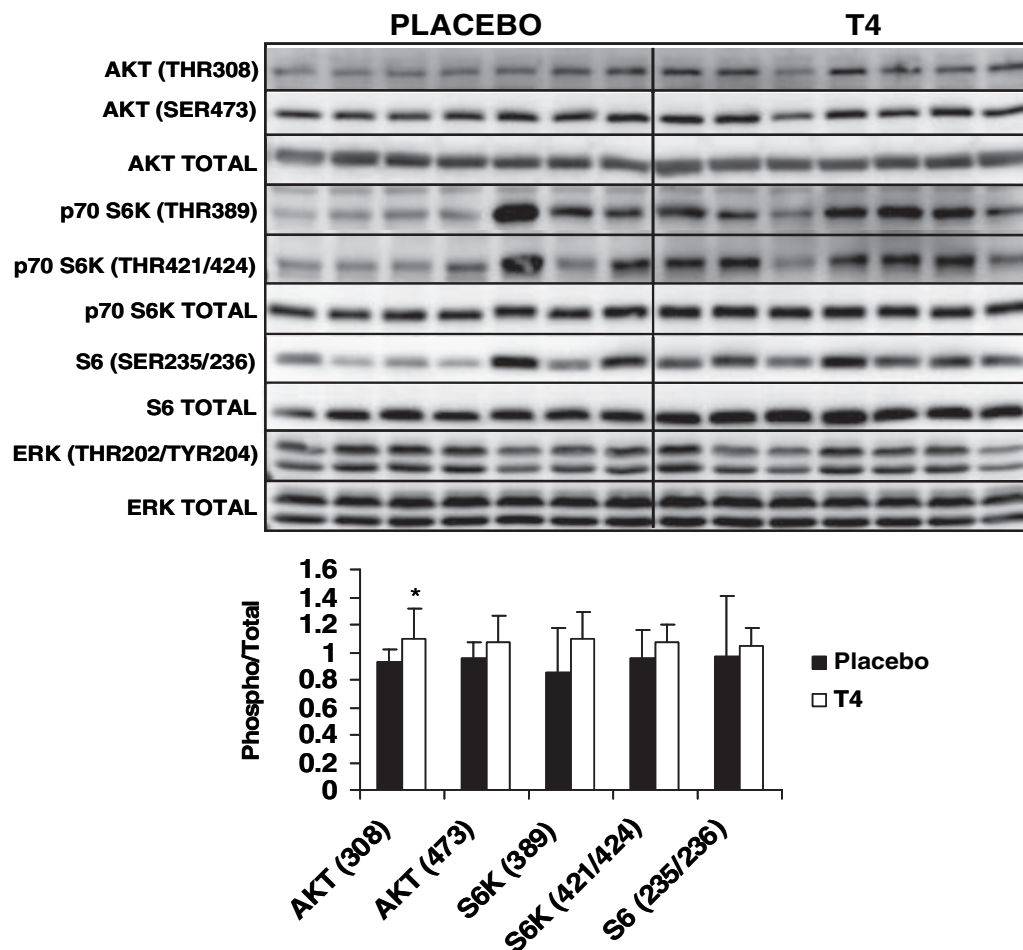 PLACEBO T4
AKT (THR308)
AKT (SER473)
AKT TOTAL
p70 S6K (THR389)
p70 S6K (THR421/424)
p70 S6K TOTAL
S6 (SER235/236)
S6 TOTAL
ERK (THR202/TYR204)
ERK TOTAL
Phospho/Total
1.6
1.4
1.2
1
0.8
0.6
0.4
0.2
0
*
AKT (308)
AKT (473)
S6K (389)
S6K (421/424)
S6 (235/236)
Placebo
T4